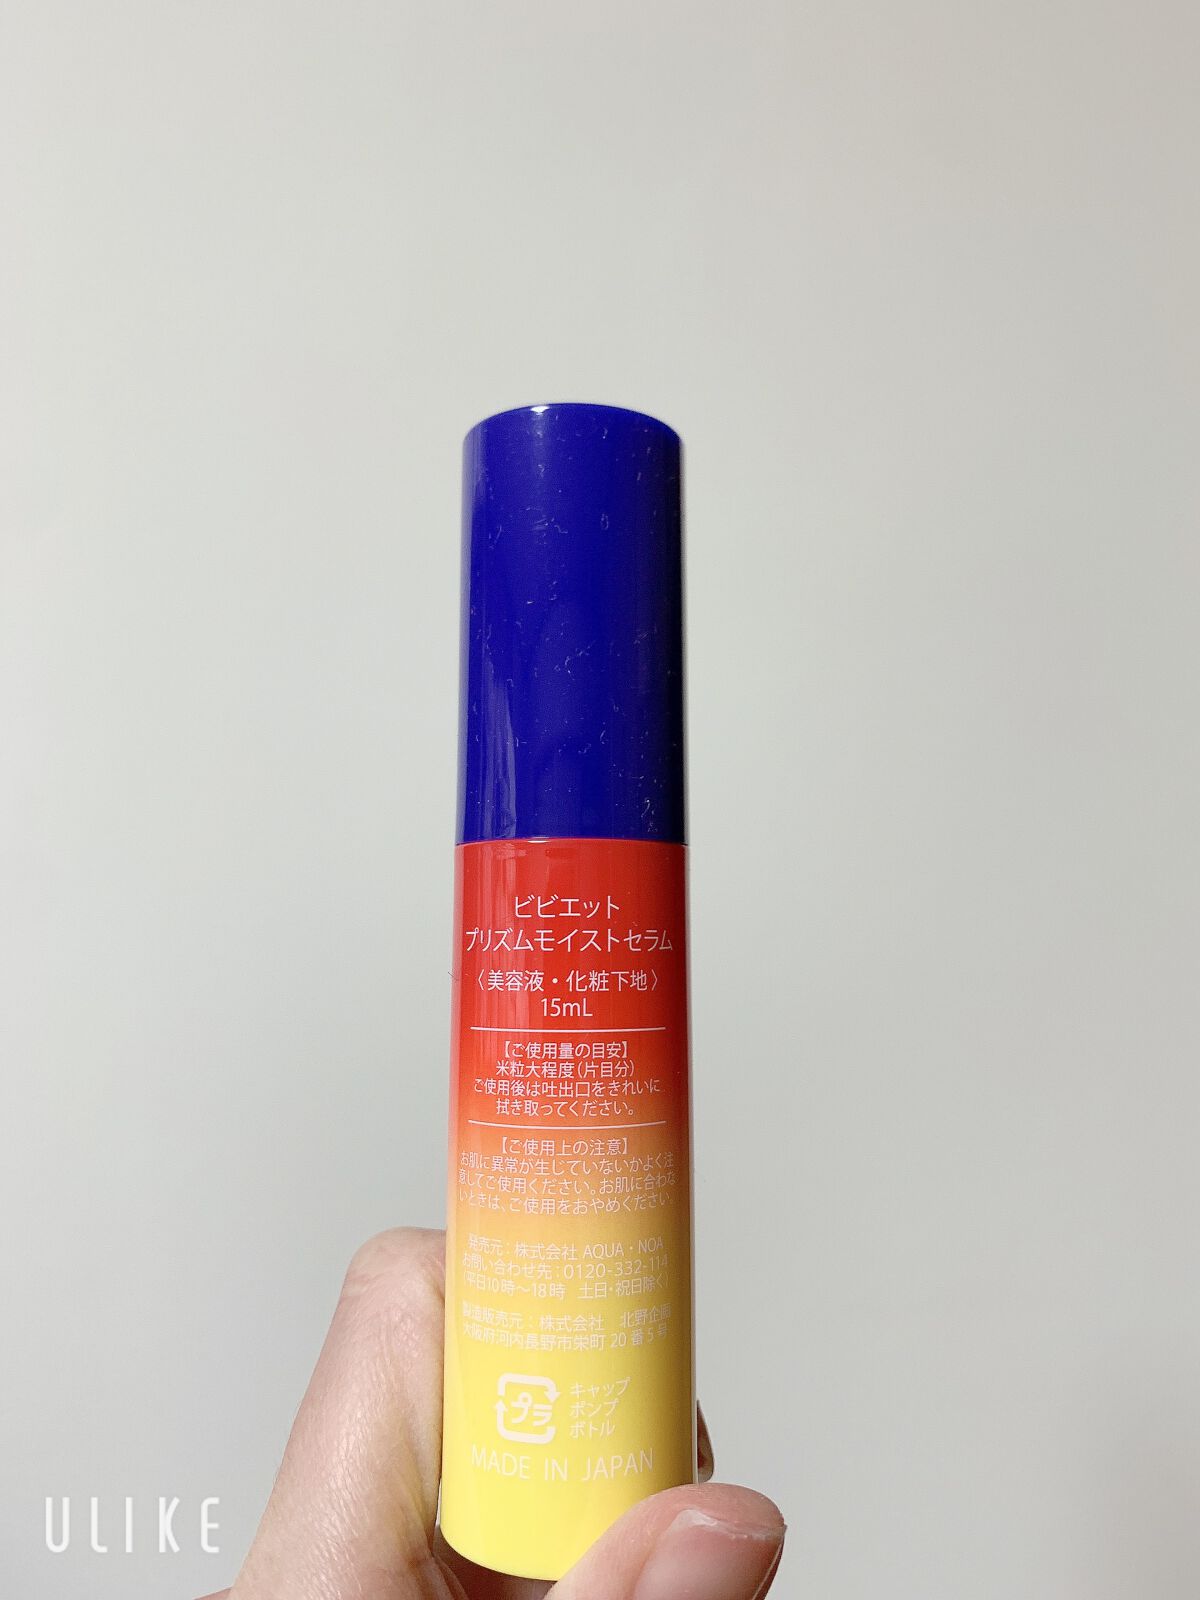 ビビエット
プリズムモイストセラム
〈美容液・化粧下地〉
15mL
【ご使用量の目安】
米粒大程度(片目分)
ご使用後は吐出口をきれいに
拭き取ってください。
【ご使用上の注意】
お肌に異常が生じていないかよく注
意してご使用ください。お肌に合わな
いときは、ご使用をおやめください。
発売元:株式会社 AQUA・NOA
お問い合わせ先:0120-332-114
(平日10時〜18時 土日・祝日除く)
製造販売元:株式会社 北野企画
大阪府河内長野市栄町 20 番 5 号
プラ
キャップ
ポンプ
ボトル
MADE IN JAPAN
ULIKE